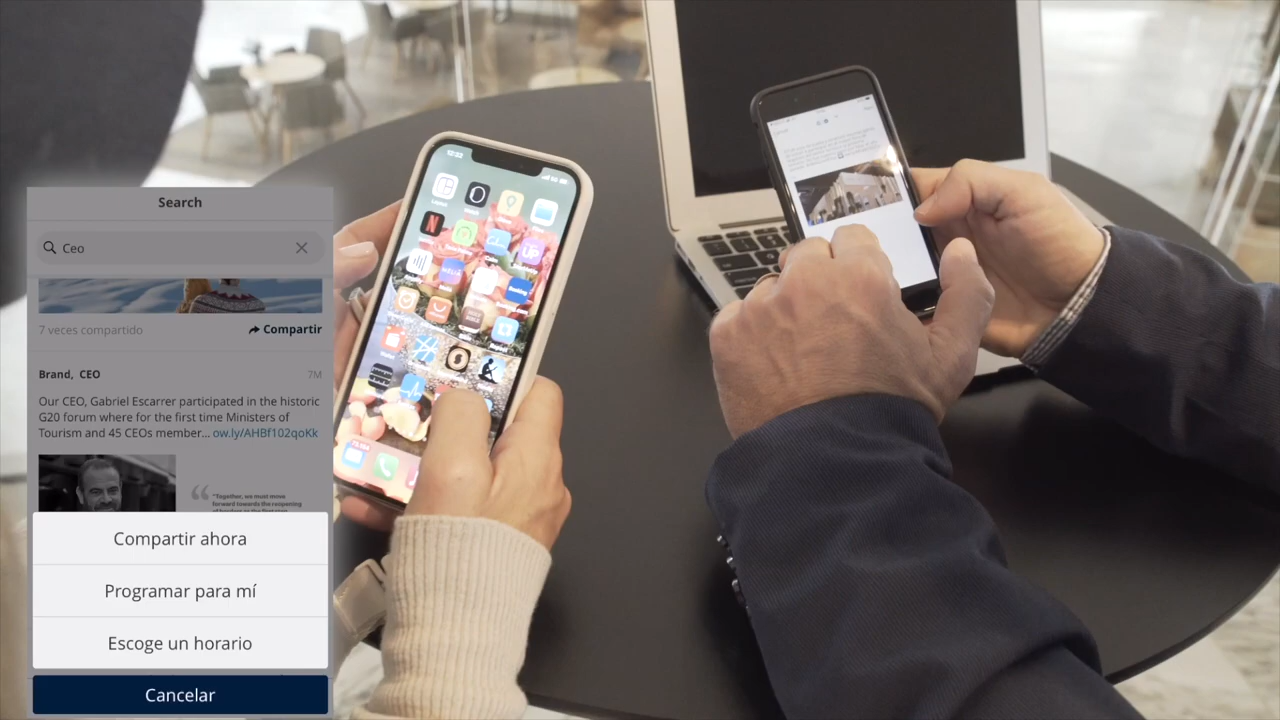 Search
Ceo
7 veces compartido
Compartir
Brand, CEO
7M
Our CEO, Gabriel Escarrer participated in the historic
G20 forum where for the first time Ministers of
Tourism and 45 CEOs member... ow.ly/AHBf102qoKk
"Together, we must move
forward towards the reopening
Compartir ahora
Programar para mí
Escoge un horario
Cancelar
12:22